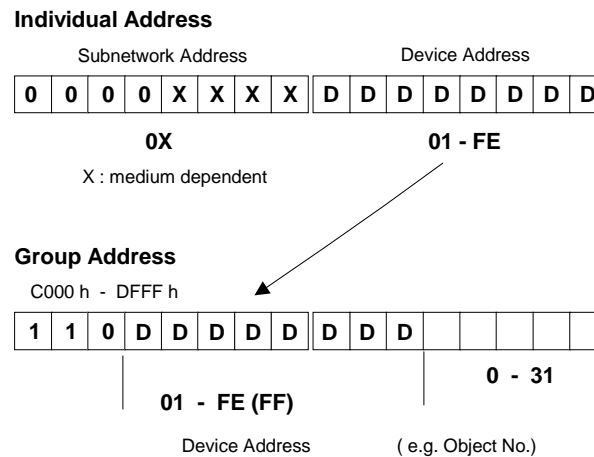 Individual Address
Subnetwork Address Device Address
0 0 0 0 X X X X D D D D D D D D
0X 01 - FE
X : medium dependent
Group Address
C000 h - DFFF h
1 1 0 D D D D D D D D
0 - 31
01 - FE (FF)
Device Address ( e.g. Object No.)